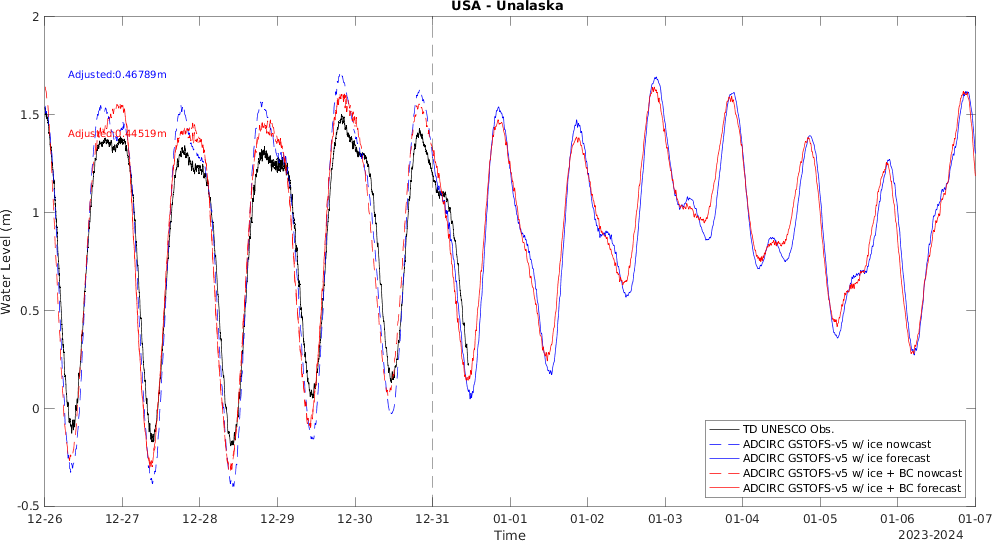 USA - Unalaska
2
1.5
1
0.5
0
-0.5
Water Level (m)
Adjusted:0.46789m
Adjusted:0.44519m
TD UNESCO Obs.
ADCIRC GSTOFS-v5 w/ ice nowcast
ADCIRC GSTOFS-v5 w/ ice forecast
ADCIRC GSTOFS-v5 w/ ice + BC nowcast
ADCIRC GSTOFS-v5 w/ ice + BC forecast
12-26 12-27 12-28 12-29 12-30 12-31 01-01 01-02 01-03 01-04 01-05 01-06 01-07
Time
2023-2024